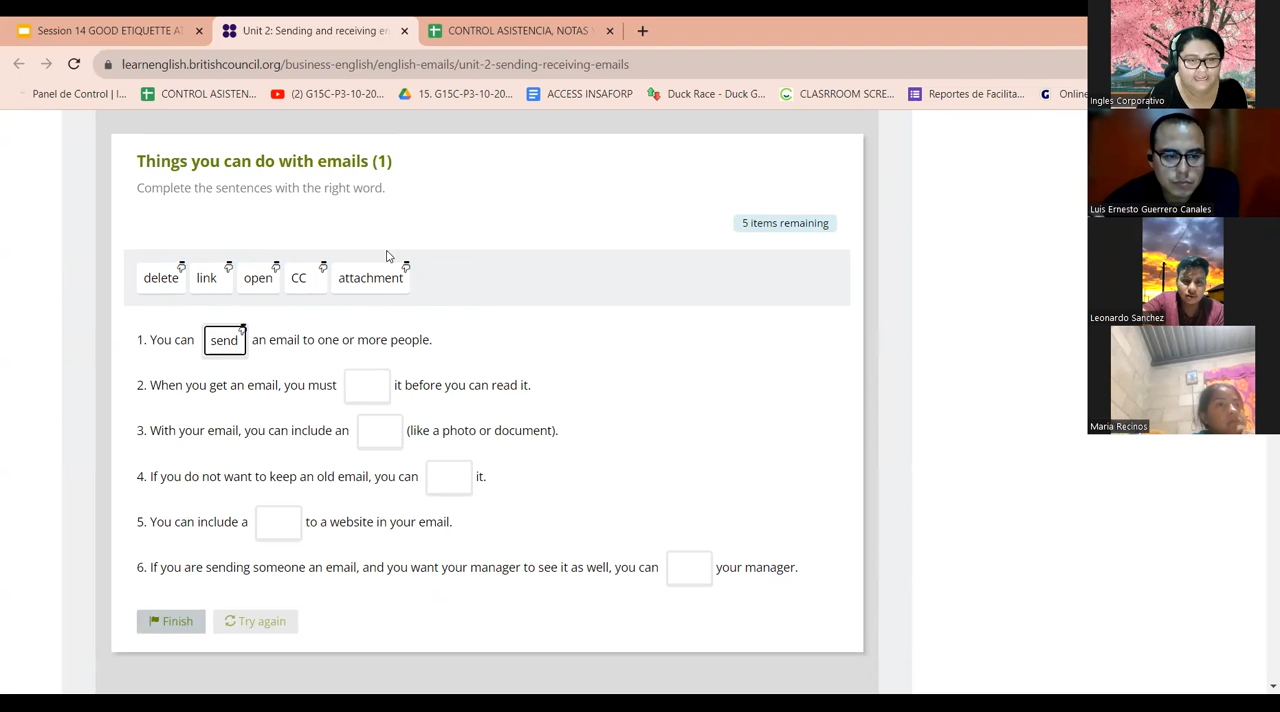 Session 14 GOOD ETIQUETTE AT
Unit 2: Sending and receiving en
CONTROL ASISTENCIA, NOTAS
learnenglish.britishcouncil.org/business-english/english-emails/unit-2-sending-receiving-emails
Panel de Control | I...
CONTROL ASISTEN...
(2) G15C-P3-10-20...
15. G15C-P3-10-20...
ACCESS INSAFORP
Duck Race - Duck G...
CLASRROOM SCRE...
Reportes de Facilita...
Online
Ingles Corporativo
Luis Ernesto Guerrero Canales
Leonardo Sanchez
Maria Recinos
Things you can do with emails (1)
Complete the sentences with the right word.
5 items remaining
delete link open CC attachment
1. You can send an email to one or more people.
2. When you get an email, you must it before you can read it.
3. With your email, you can include an (like a photo or document).
4. If you do not want to keep an old email, you can it.
5. You can include a to a website in your email.
6. If you are sending someone an email, and you want your manager to see it as well, you can your manager.
Finish Try again